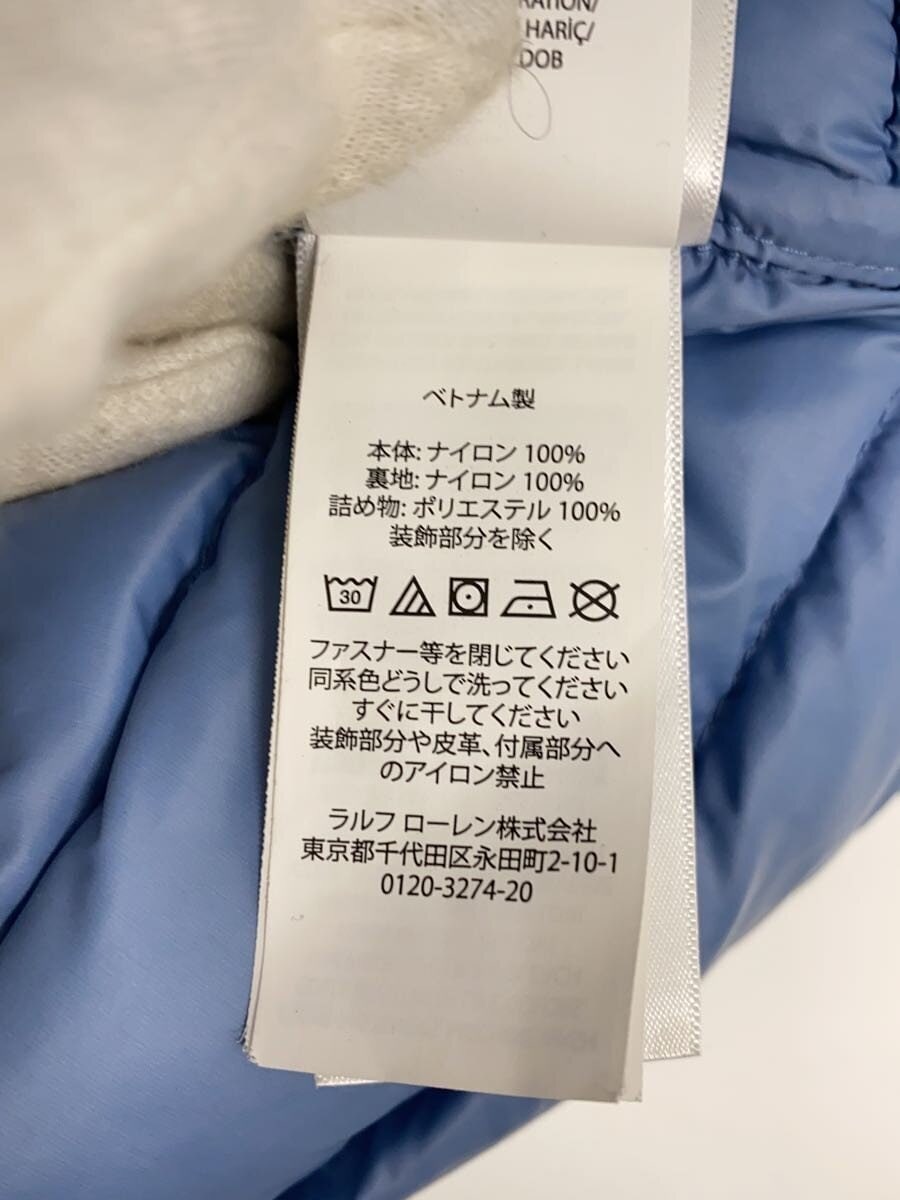 HARİÇ/
DOB
ベトナム製
本体: ナイロン 100%
裏地: ナイロン 100%
詰め物: ポリエステル 100%
装飾部分を除く
30
ファスナー等を閉じてください
同系色どうしで洗ってください
すぐに干してください
装飾部分や皮革、付属部分へ
のアイロン禁止
ラルフ ローレン株式会社
東京都千代田区永田町2-10-1
0120-3274-20